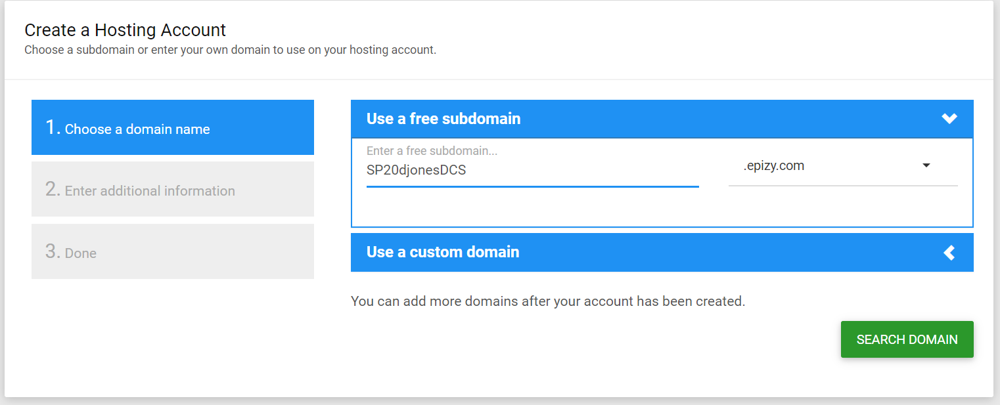 Create a Hosting Account
Choose a subdomain or enter your own domain to use on your hosting account.
1. Choose a domain name
2. Enter additional information
3. Done
Use a free subdomain
Enter a free subdomain...
SP20djonesDCS
.epizy.com
Use a custom domain
You can add more domains after your account has been created.
SEARCH DOMAIN